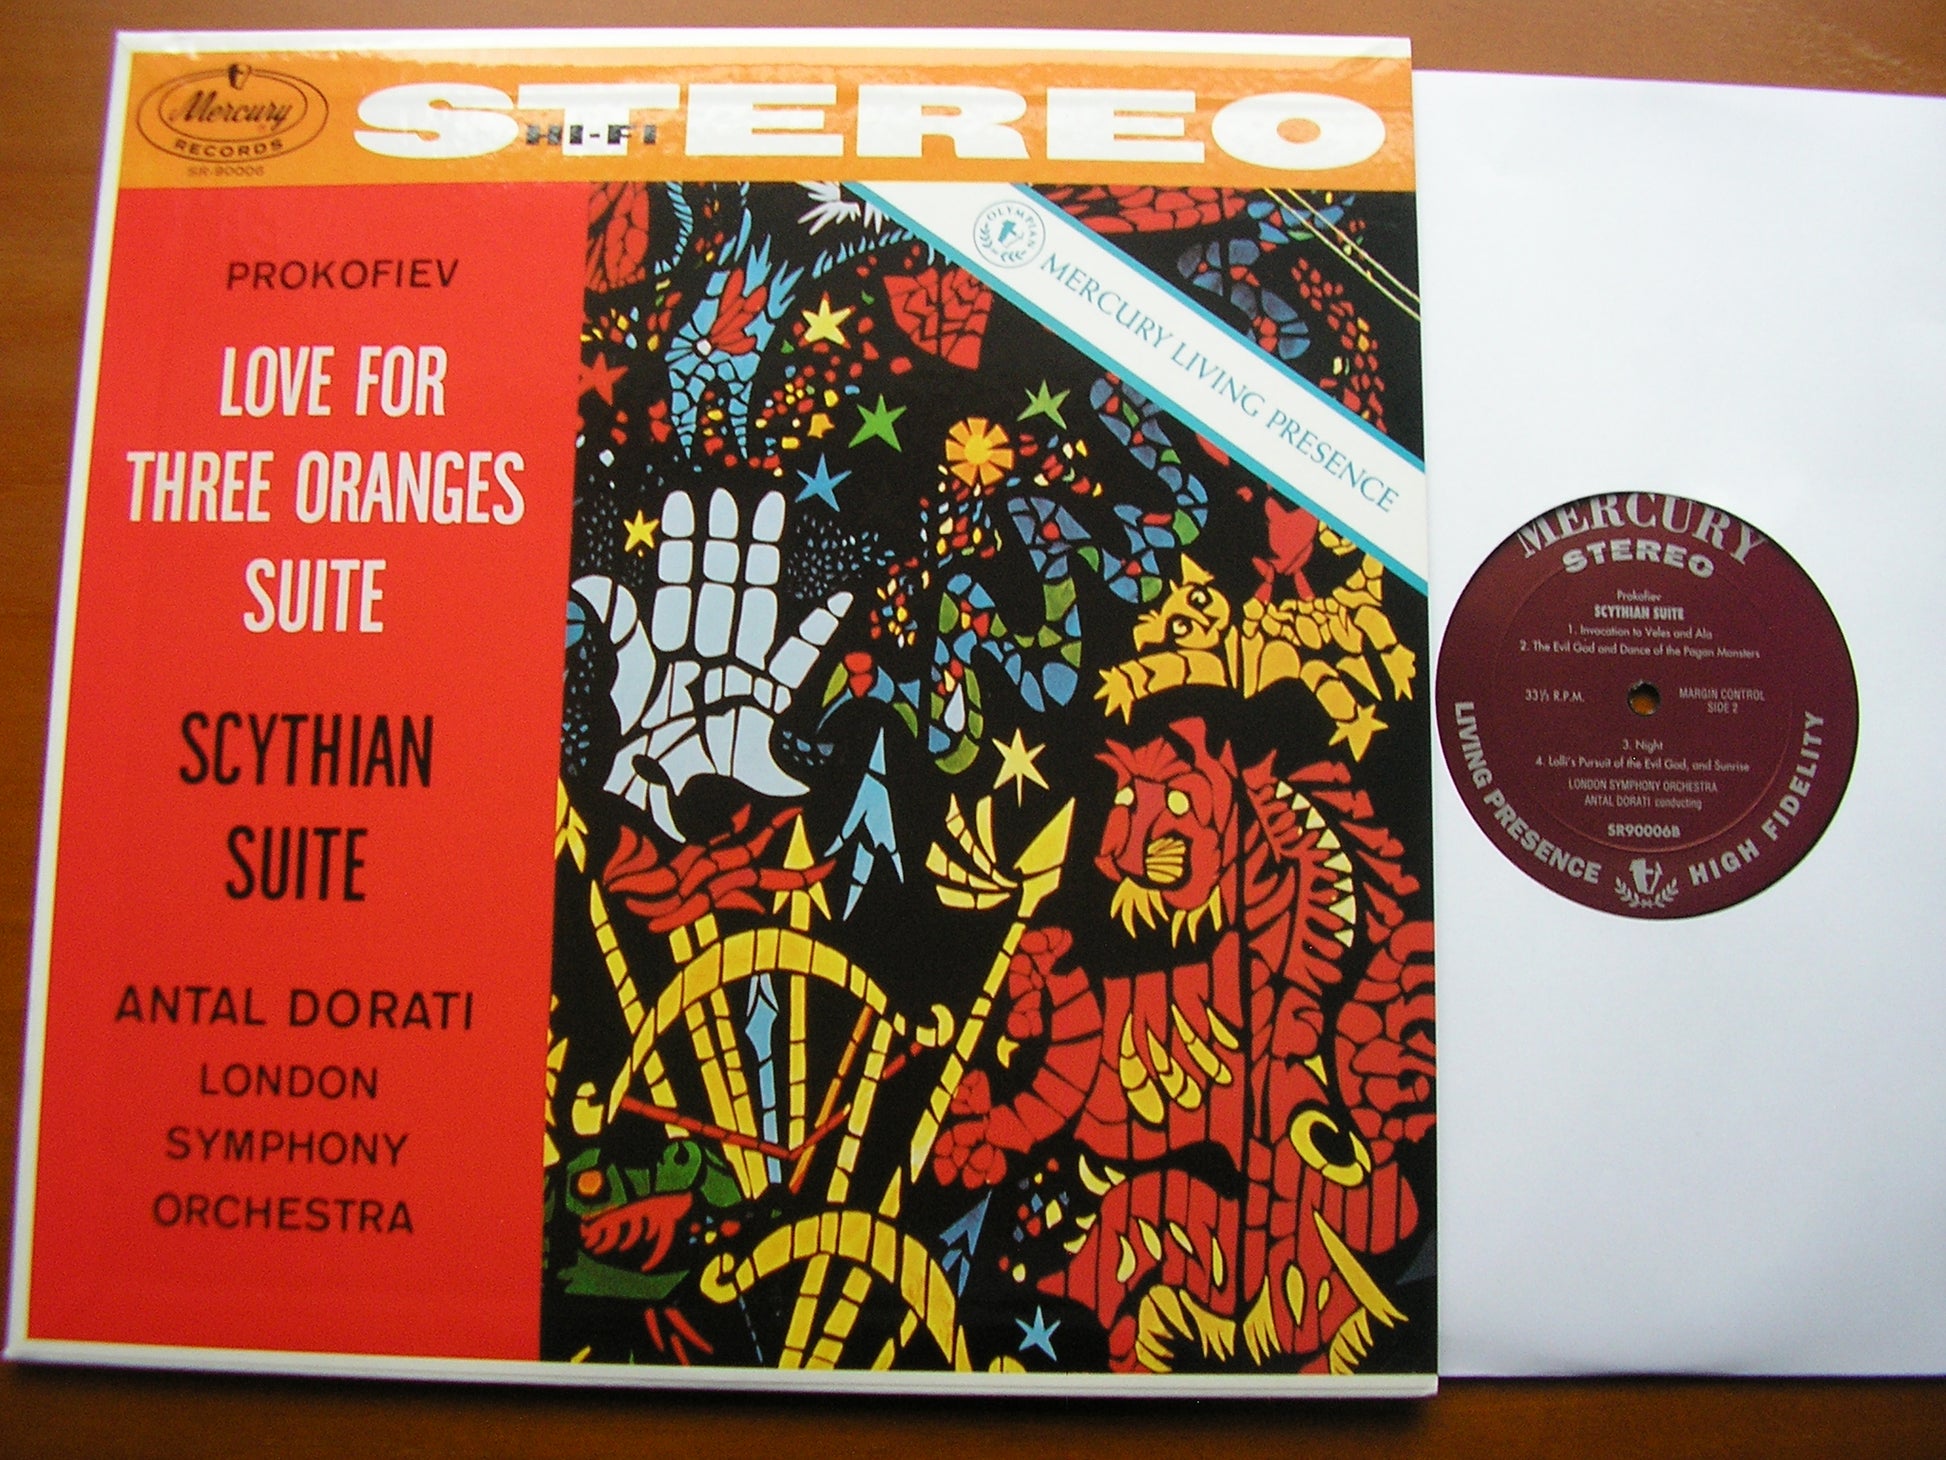 Mercury
RECORDS
SR-90006
STEREO
HI-FI
OLYMPIAN
MERCURY LIVING PRESENCE
PROKOFIEV
LOVE FOR
THREE ORANGES
SUITE
SCYTHIAN
SUITE
ANTAL DORATI
LONDON
SYMPHONY
ORCHESTRA
MERCURY
STEREO
Prokofiev
SCYTHIAN SUITE
1. Invocation to Veles and Ala
2. The Evil God and Dance of the Pagan Monsters
33⅓ R.P.M.
MARGIN CONTROL
SIDE 2
3. Night
4. Lolli's Pursuit of the Evil God, and Sunrise
LONDON SYMPHONY ORCHESTRA
ANTAL DORATI conducting
SR90006B
LIVING PRESENCE HIGH FIDELITY